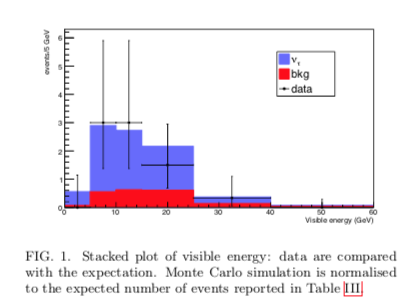 events/5 GeV
6
5
4
3
2
1
0
ντ
bkg
data
0 10 20 30 40 50 60
Visible energy (GeV)
FIG. 1. Stacked plot of visible energy: data are compared
with the expectation. Monte Carlo simulation is normalised
to the expected number of events reported in Table III.